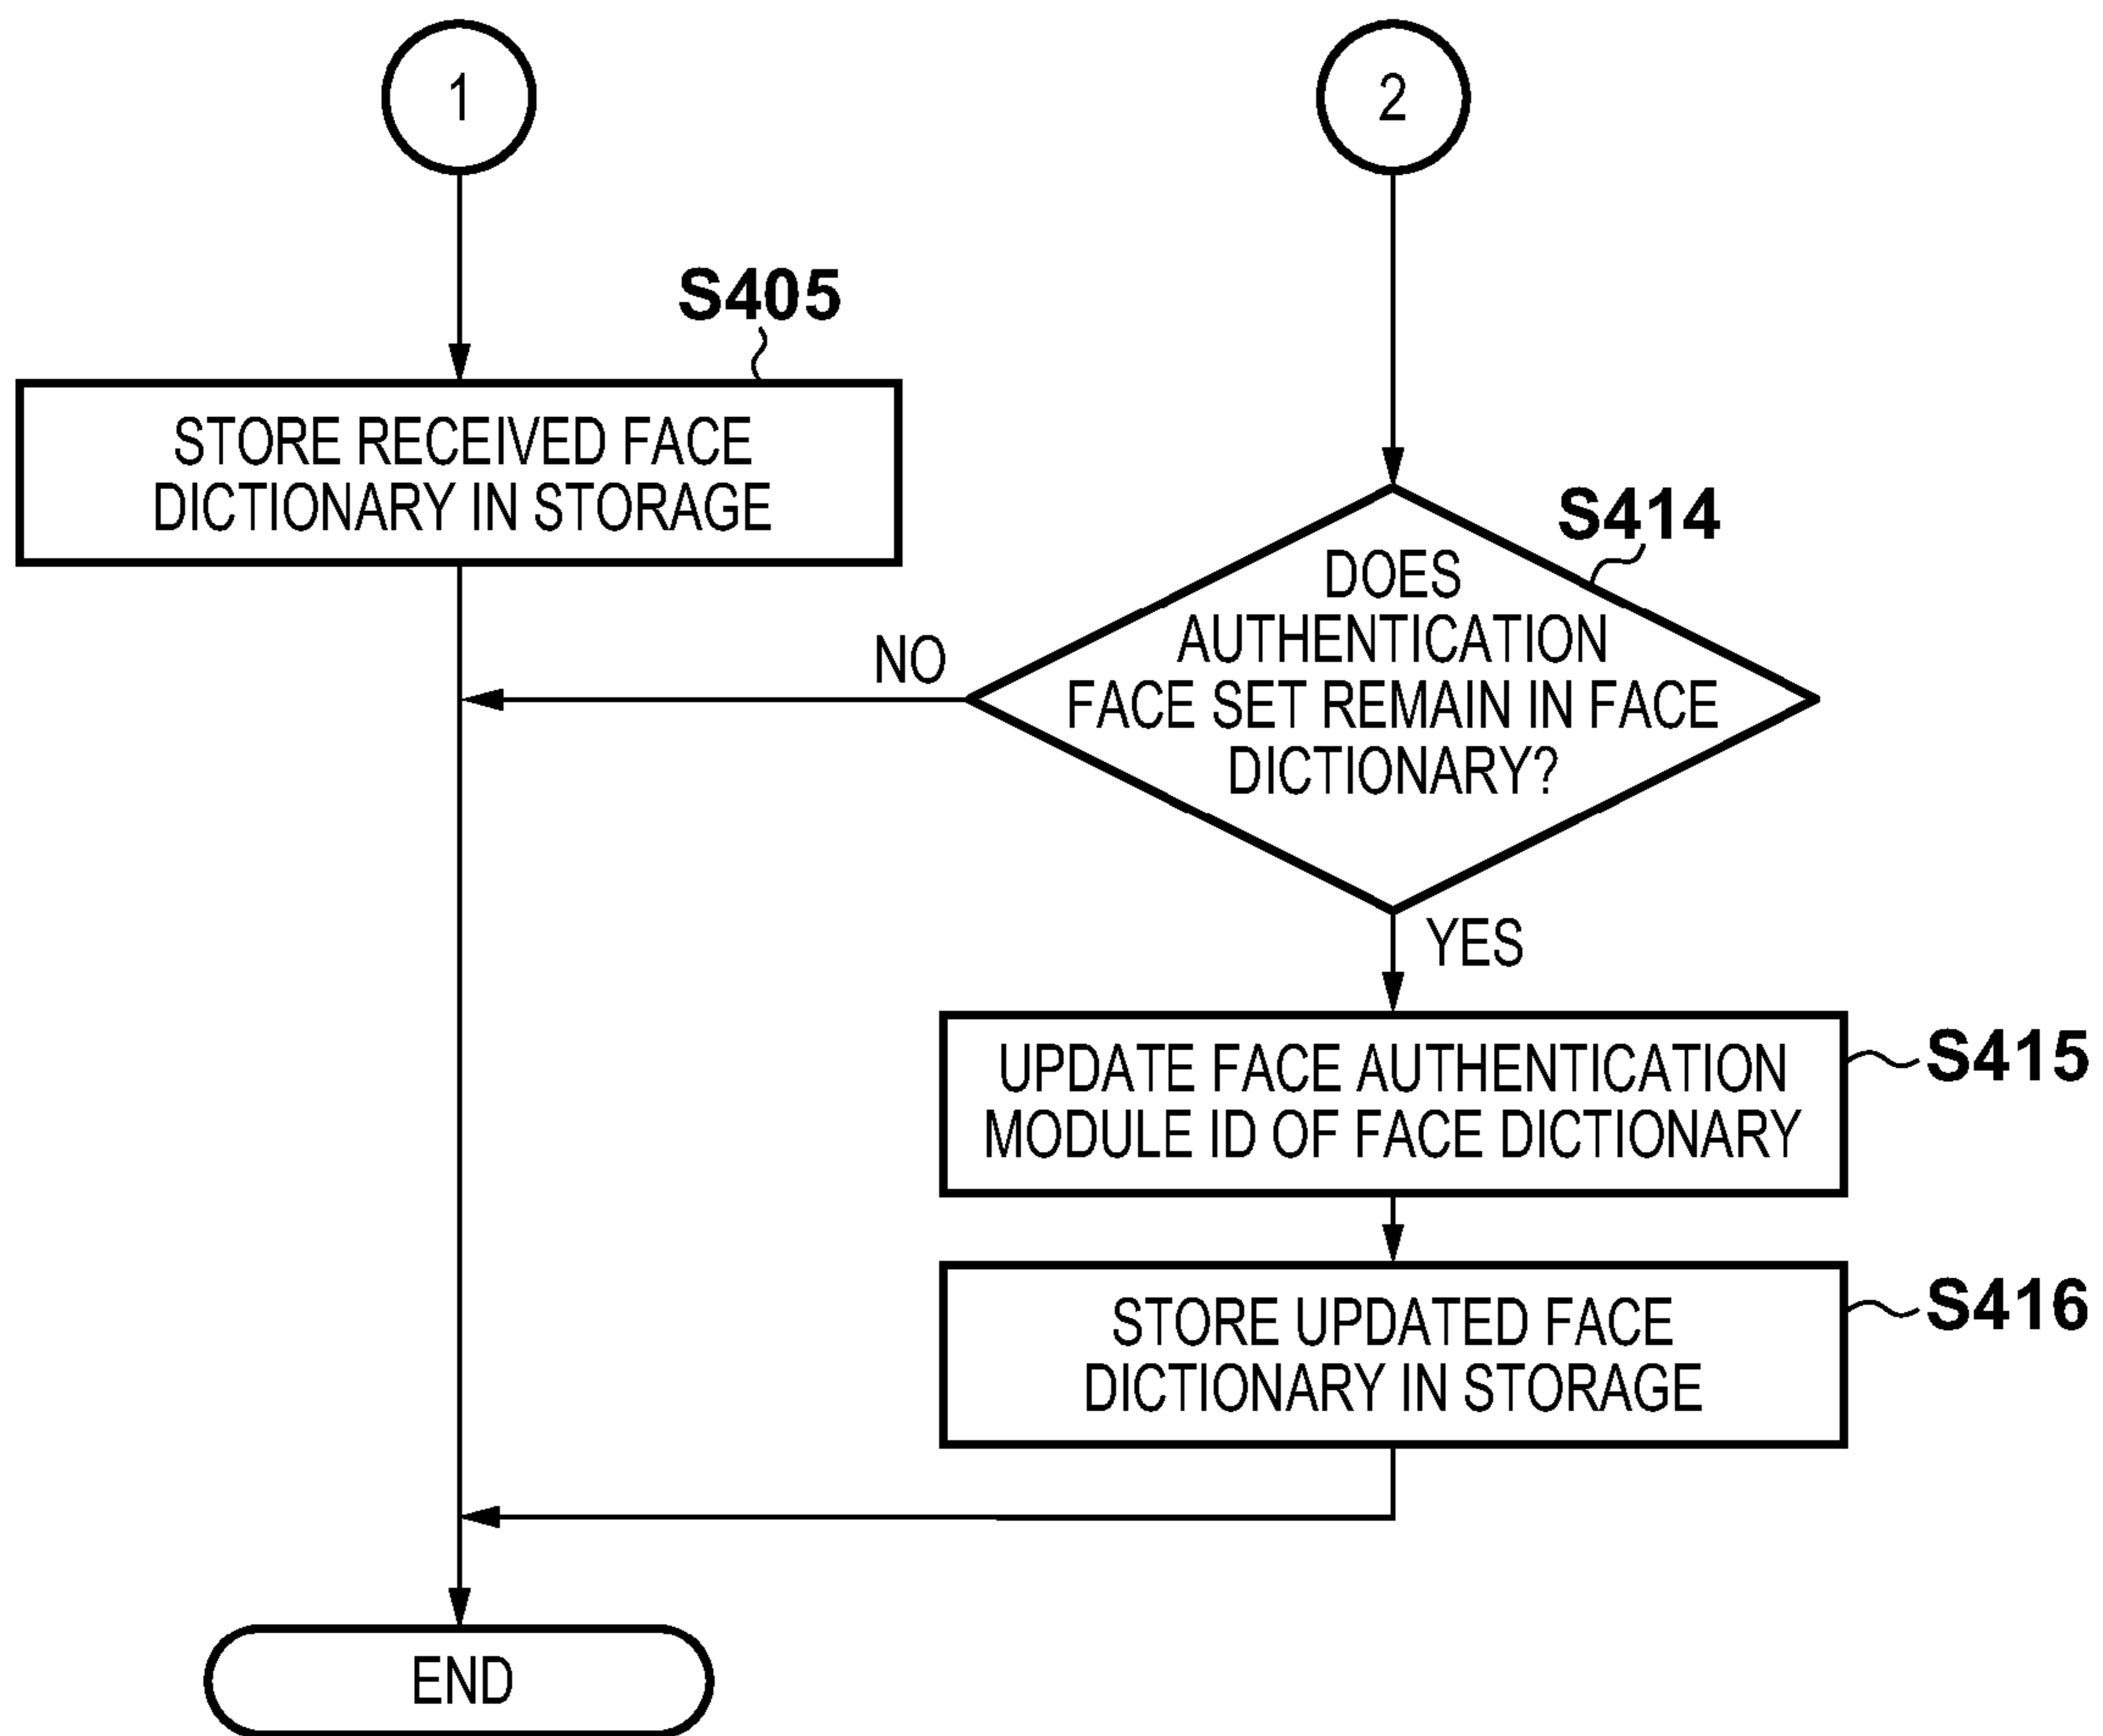 1
2
S405
STORE RECEIVED FACE
DICTIONARY IN STORAGE
S414
DOES
AUTHENTICATION
FACE SET REMAIN IN FACE
DICTIONARY?
NO
YES
UPDATE FACE AUTHENTICATION
MODULE ID OF FACE DICTIONARY
S415
STORE UPDATED FACE
DICTIONARY IN STORAGE
S416
END